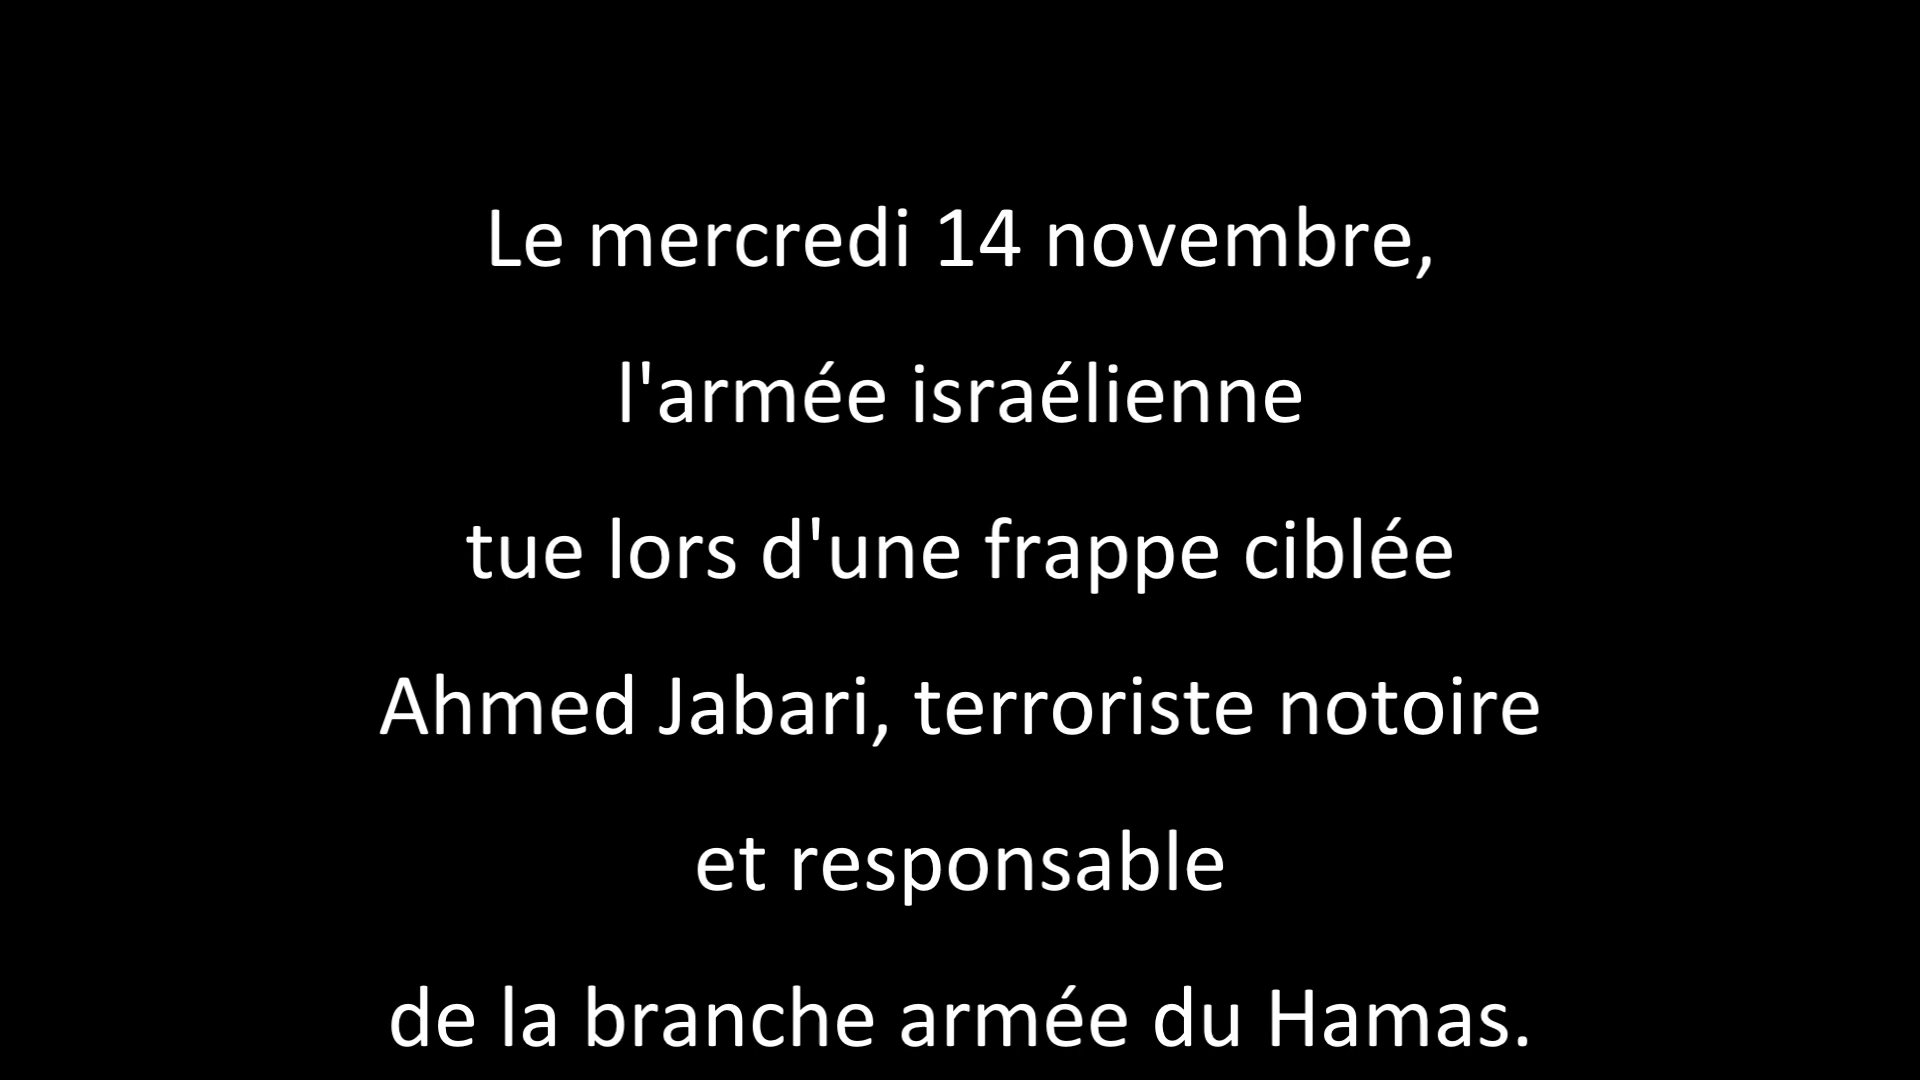 Le mercredi 14 novembre,
l'armée israélienne
tue lors d'une frappe ciblée
Ahmed Jabari, terroriste notoire
et responsable
de la branche armée du Hamas.